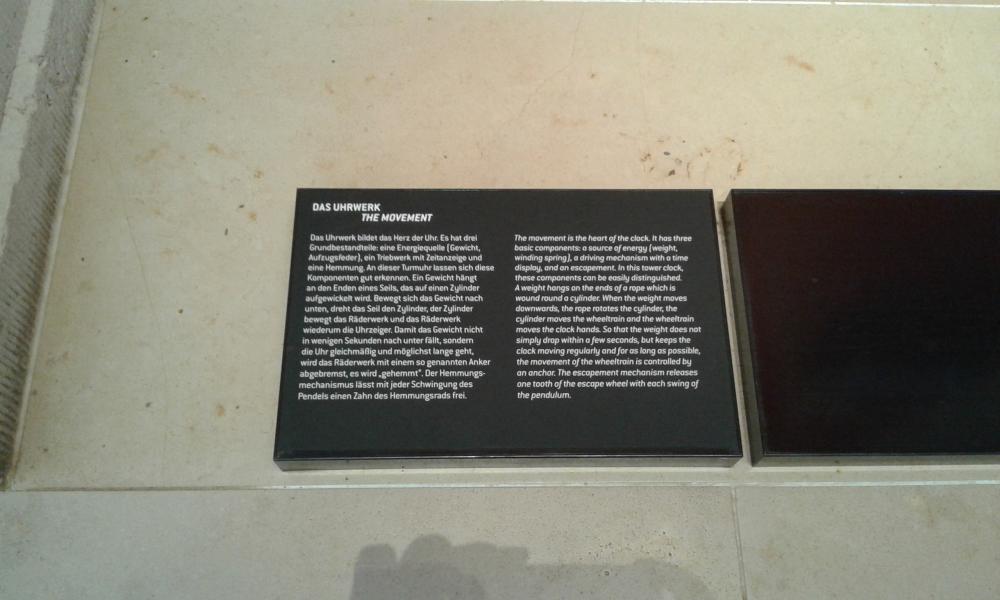 DAS UHRWERK
THE MOVEMENT
Das Uhrwerk bildet das Herz der Uhr. Es hat drei
Grundbestandteile: eine Energiequelle (Gewicht,
Aufzugsfeder), ein Triebwerk mit Zeitanzeige und
eine Hemmung. An dieser Turmuhr lassen sich diese
Komponenten gut erkennen. Ein Gewicht hängt
an den Enden eines Seils, das auf einen Zylinder
aufgewickelt wird. Bewegt sich das Gewicht nach
unten, dreht das Seil den Zylinder, der Zylinder
bewegt das Räderwerk und das Räderwerk
wiederum die Uhrzeiger. Damit das Gewicht nicht
in wenigen Sekunden nach unter fällt, sondern
die Uhr gleichmäßig und möglichst lange geht,
wird das Räderwerk mit einem so genannten Anker
abgebremst, es wird „gehemmt“. Der Hemmungs-
mechanismus lässt mit jeder Schwingung des
Pendels einen Zahn des Hemmungsrads frei.
The movement is the heart of the clock. It has three
basic components: a source of energy (weight,
winding spring), a driving mechanism with a time
display, and an escapement. In this tower clock,
these components can be easily distinguished.
A weight hangs on the ends of a rope which is
wound round a cylinder. When the weight moves
downwards, the rope rotates the cylinder, the
cylinder moves the wheeltrain and the wheeltrain
moves the clock hands. So that the weight does not
simply drop within a few seconds, but keeps the
clock moving regularly and for as long as possible,
the movement of the wheeltrain is controlled by
an anchor. The escapement mechanism releases
one tooth of the escape wheel with each swing of
the pendulum.